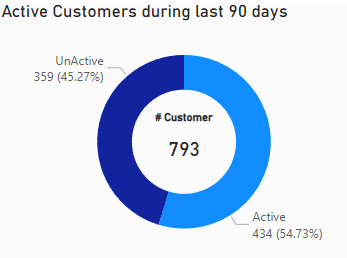 Active Customers during last 90 days
UnActive
359 (45.27%)
# Customer
793
Active
434 (54.73%)